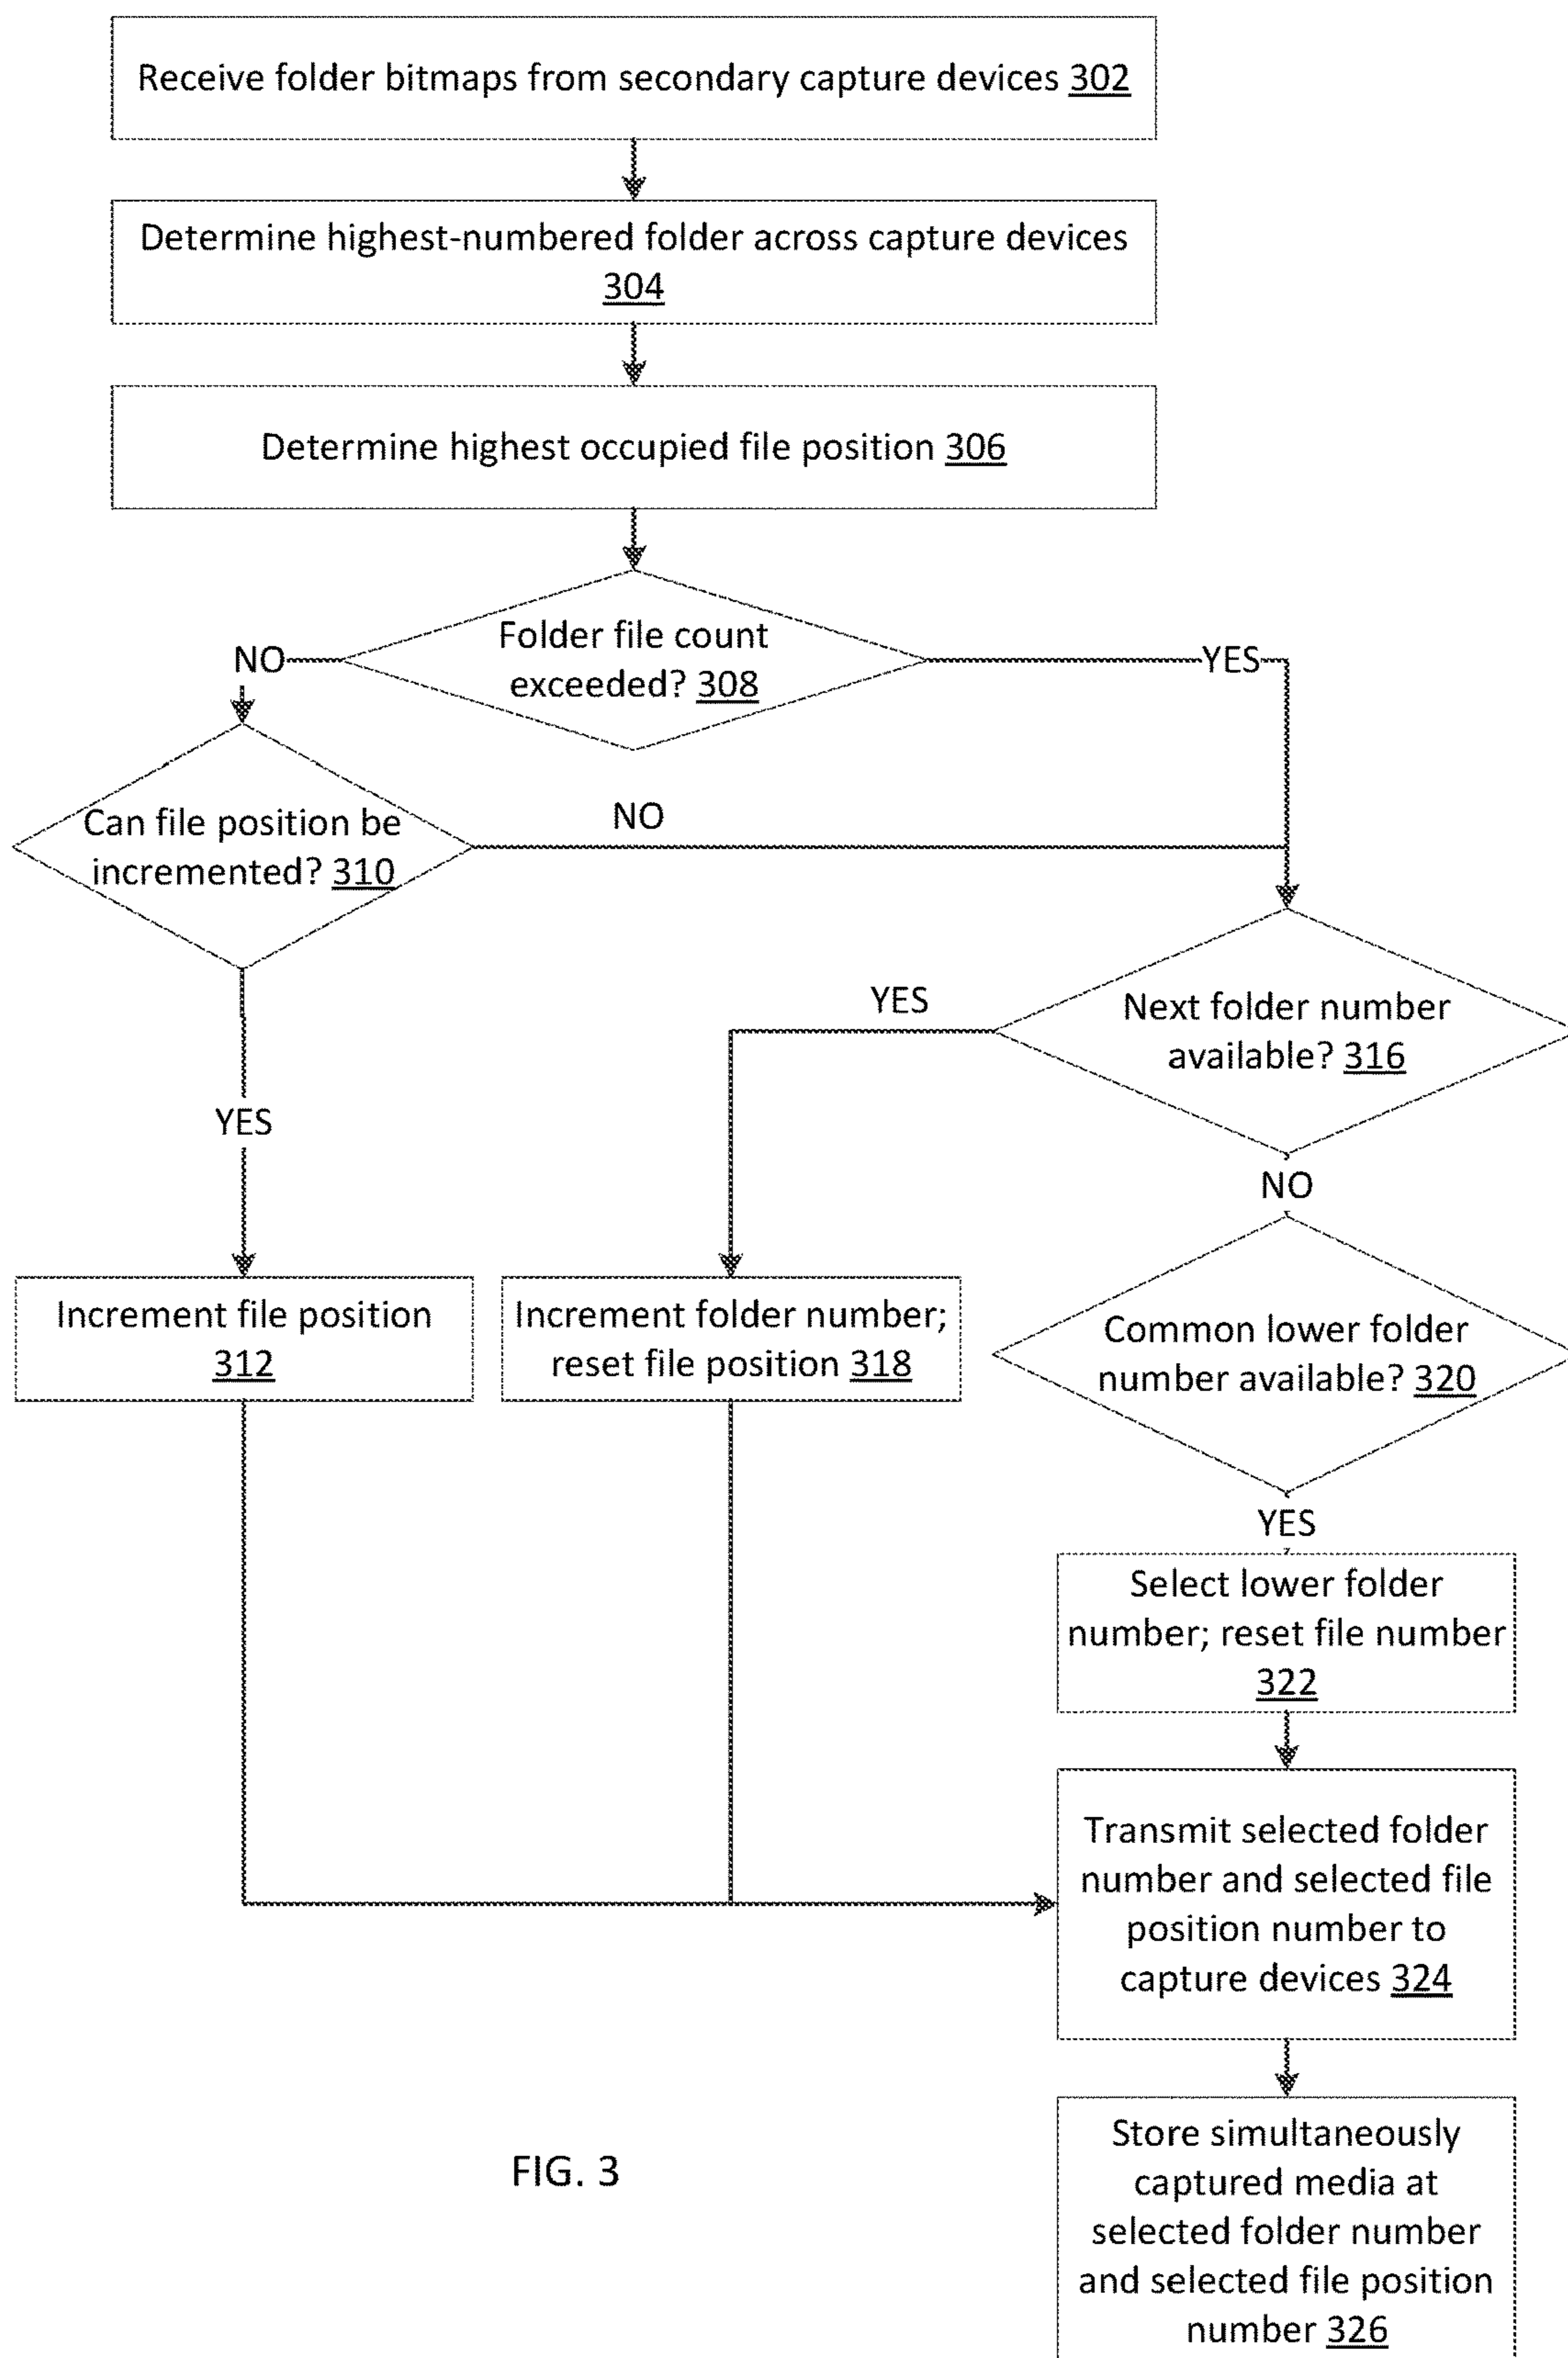 Receive folder bitmaps from secondary capture devices 302
Determine highest-numbered folder across capture devices
304
Determine highest occupied file position 306
Folder file count
exceeded? 308
NO
YES
Can file position be
incremented? 310
NO
YES
Next folder number
available? 316
YES
NO
Common lower folder
number available? 320
YES
Increment file position
312
Increment folder number;
reset file position 318
Select lower folder
number; reset file number
322
Transmit selected folder
number and selected file
position number to
capture devices 324
Store simultaneously
captured media at
selected folder number
and selected file position
number 326
FIG. 3